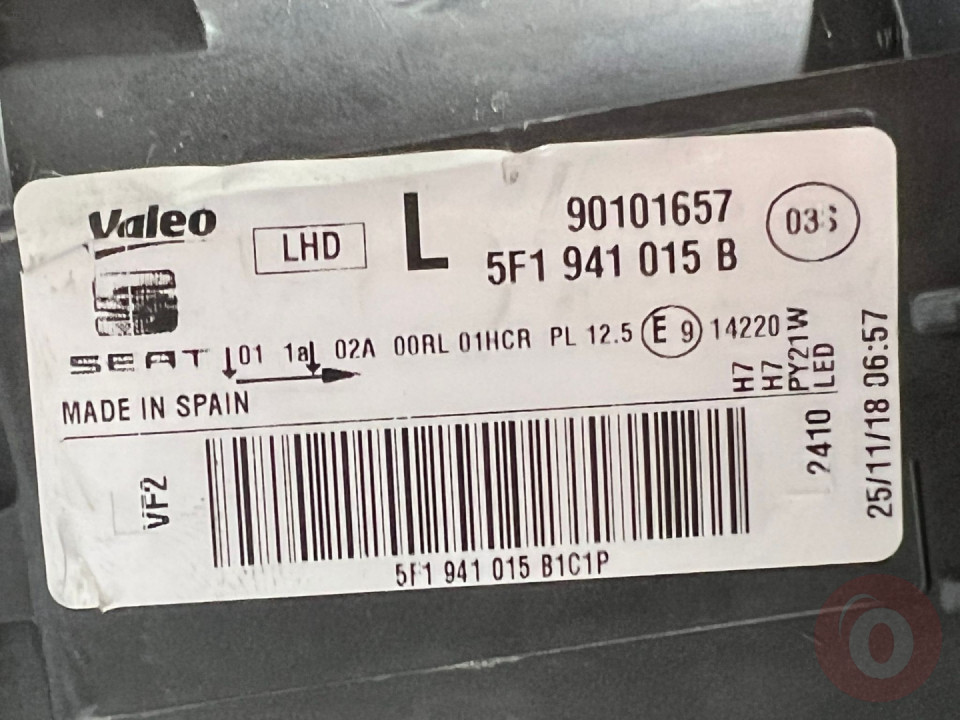 Valeo
LHD
L
90101657
5F1 941 015 B
SEAT
01 1a 02A 00RL 01HCR PL 12.5 E 9 14220
MADE IN SPAIN
H7
H7
PY21W
LED
2410
25/11/18 06:57
VF2
5F1 941 015 B1C1P
O